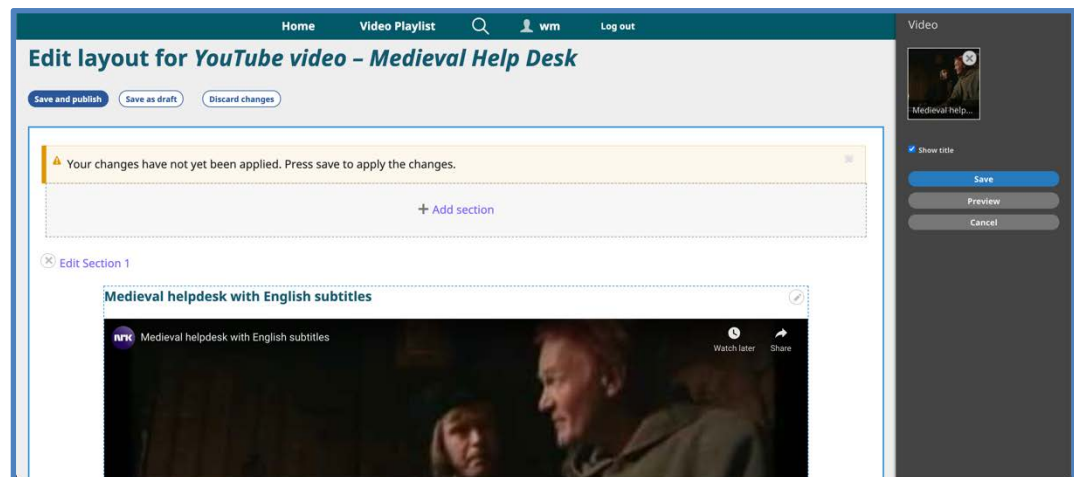 Home Video Playlist wm Log out
Edit layout for YouTube video – Medieval Help Desk
Save and publish Save as draft Discard changes
Your changes have not yet been applied. Press save to apply the changes.
+ Add section
Edit Section 1
Medieval helpdesk with English subtitles
NRK Medieval helpdesk with English subtitles
Watch later Share
Video
Medieval help...
Show title
Save
Preview
Cancel